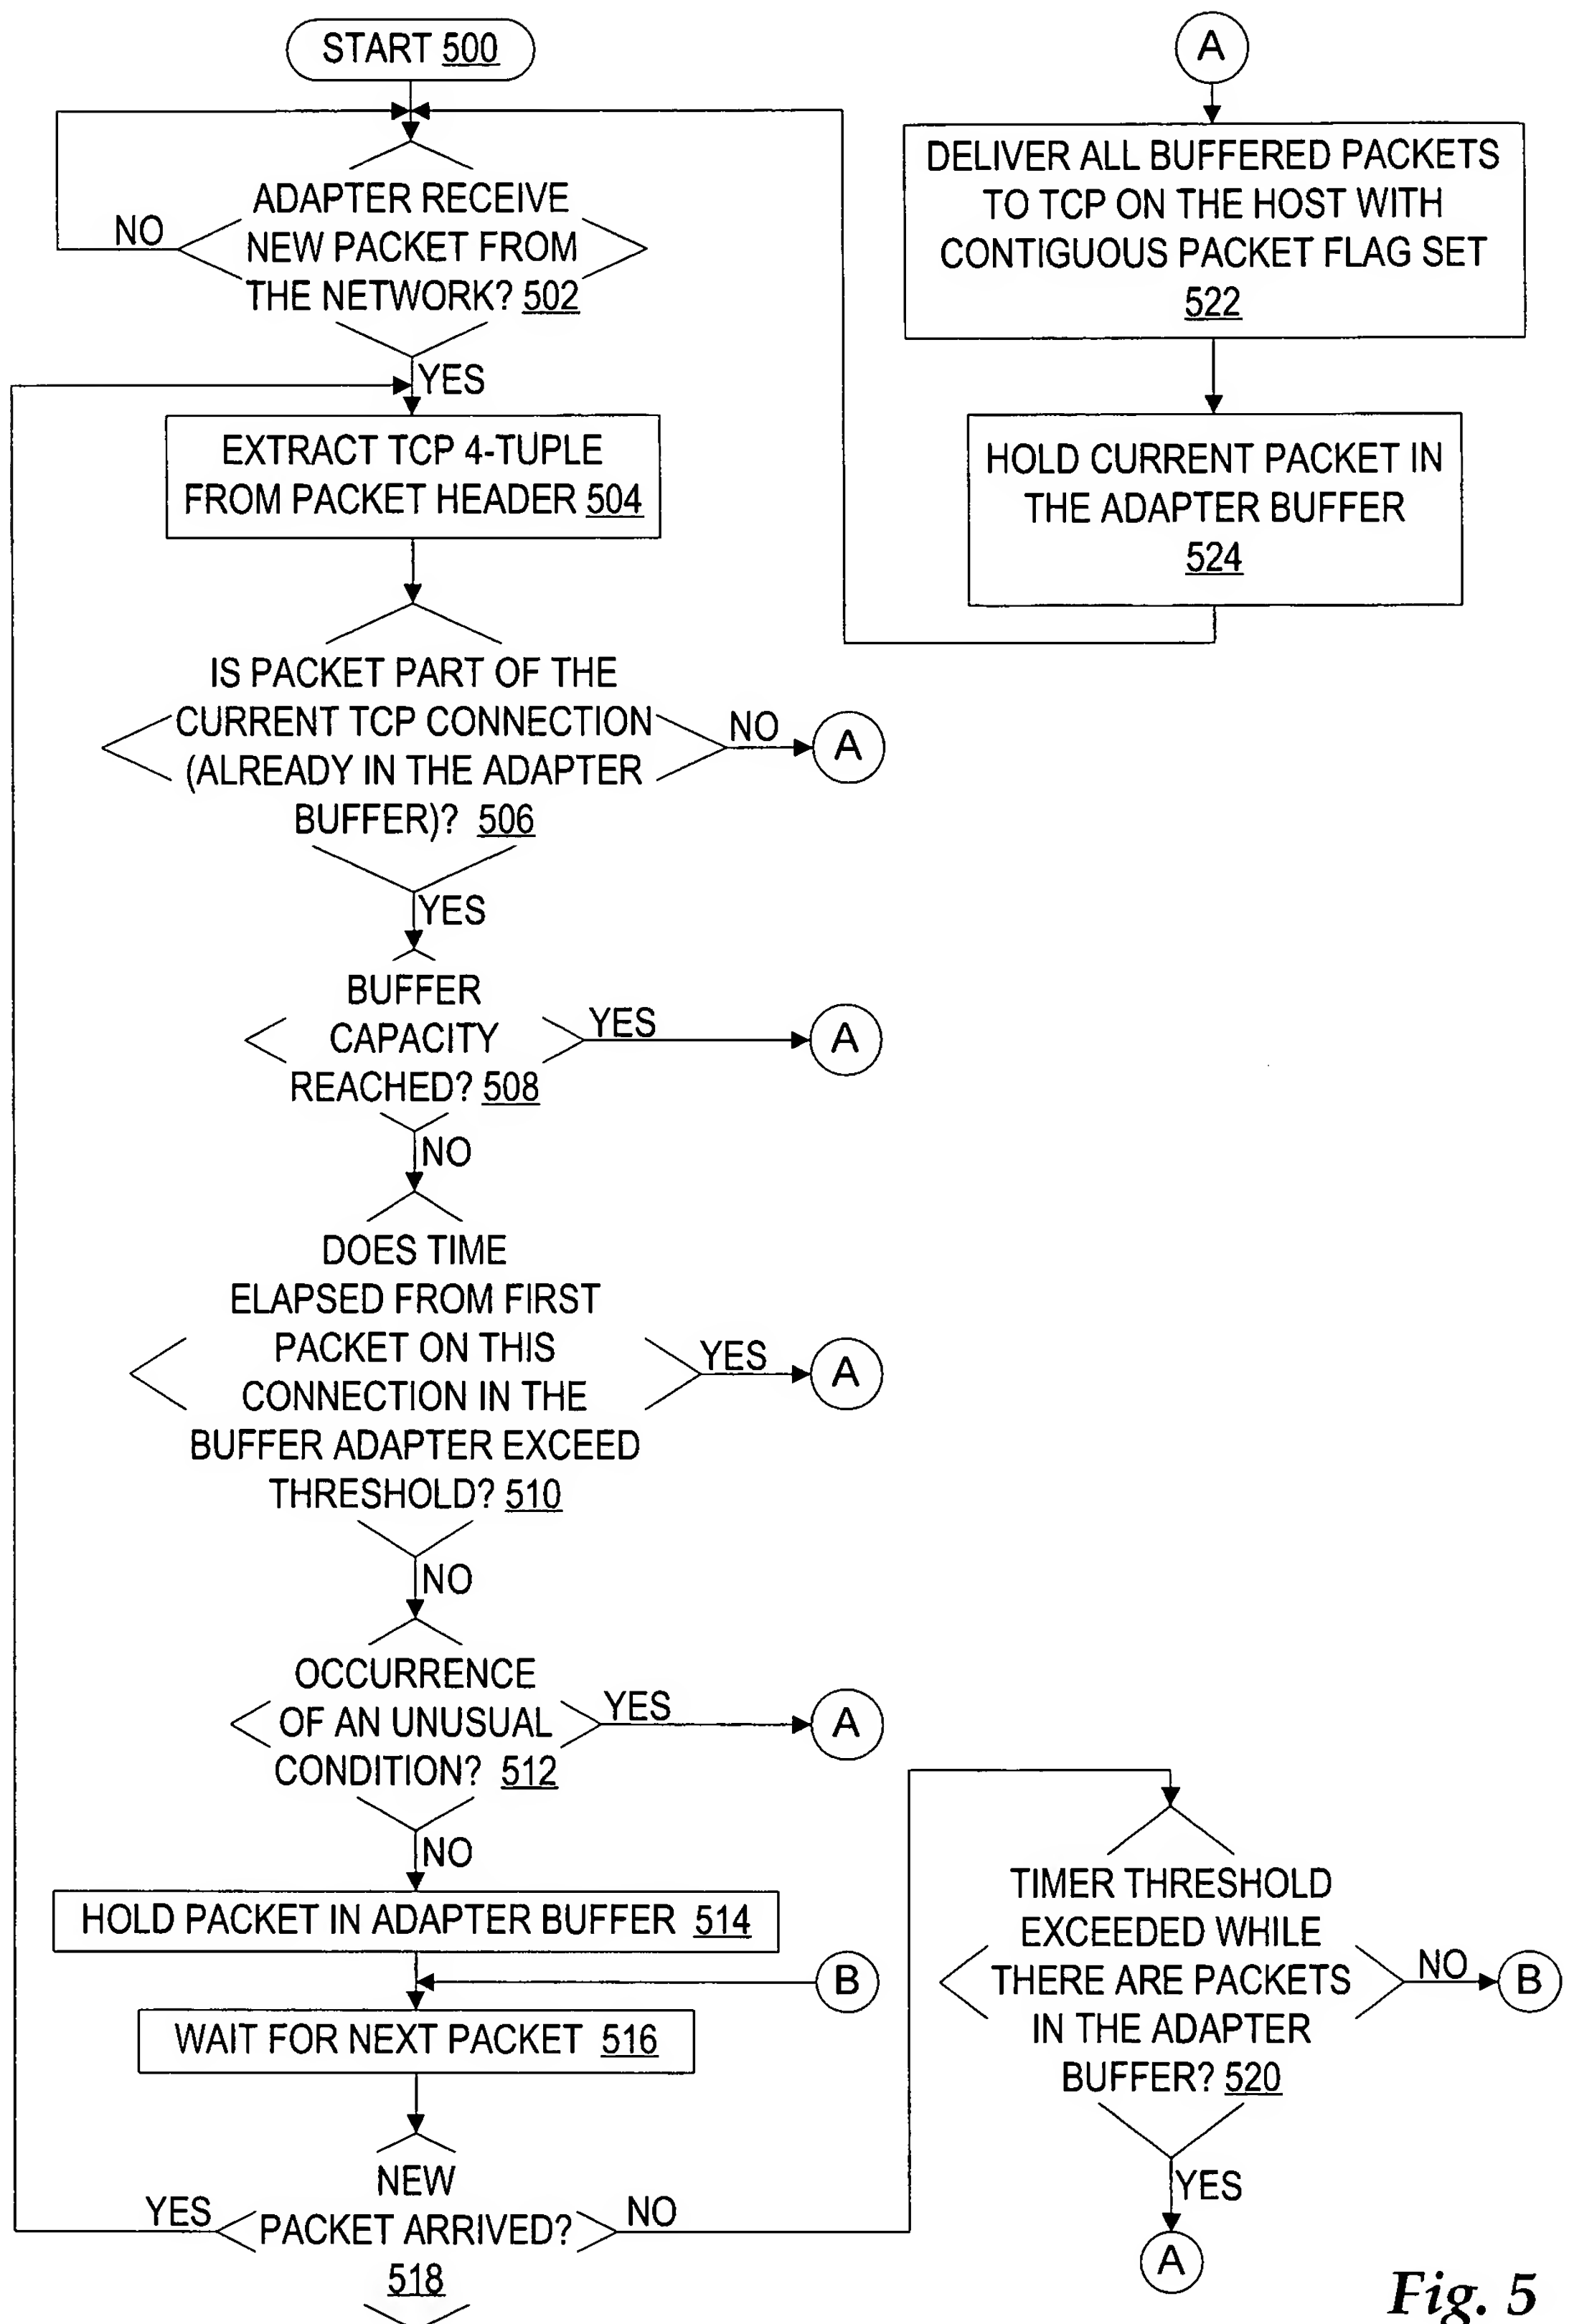 START 500
ADAPTER RECEIVE
NEW PACKET FROM
THE NETWORK? 502
NO
YES
EXTRACT TCP 4-TUPLE
FROM PACKET HEADER 504
IS PACKET PART OF THE
CURRENT TCP CONNECTION
(ALREADY IN THE ADAPTER
BUFFER)? 506
NO
A
YES
BUFFER
CAPACITY
REACHED? 508
YES
A
NO
DOES TIME
ELAPSED FROM FIRST
PACKET ON THIS
CONNECTION IN THE
BUFFER ADAPTER EXCEED
THRESHOLD? 510
YES
A
NO
OCCURRENCE
OF AN UNUSUAL
CONDITION? 512
YES
A
NO
HOLD PACKET IN ADAPTER BUFFER 514
B
WAIT FOR NEXT PACKET 516
NEW
PACKET ARRIVED?
518
YES
NO
A
DELIVER ALL BUFFERED PACKETS
TO TCP ON THE HOST WITH
CONTIGUOUS PACKET FLAG SET
522
HOLD CURRENT PACKET IN
THE ADAPTER BUFFER
524
TIMER THRESHOLD
EXCEEDED WHILE
THERE ARE PACKETS
IN THE ADAPTER
BUFFER? 520
NO
B
YES
A
Fig. 5